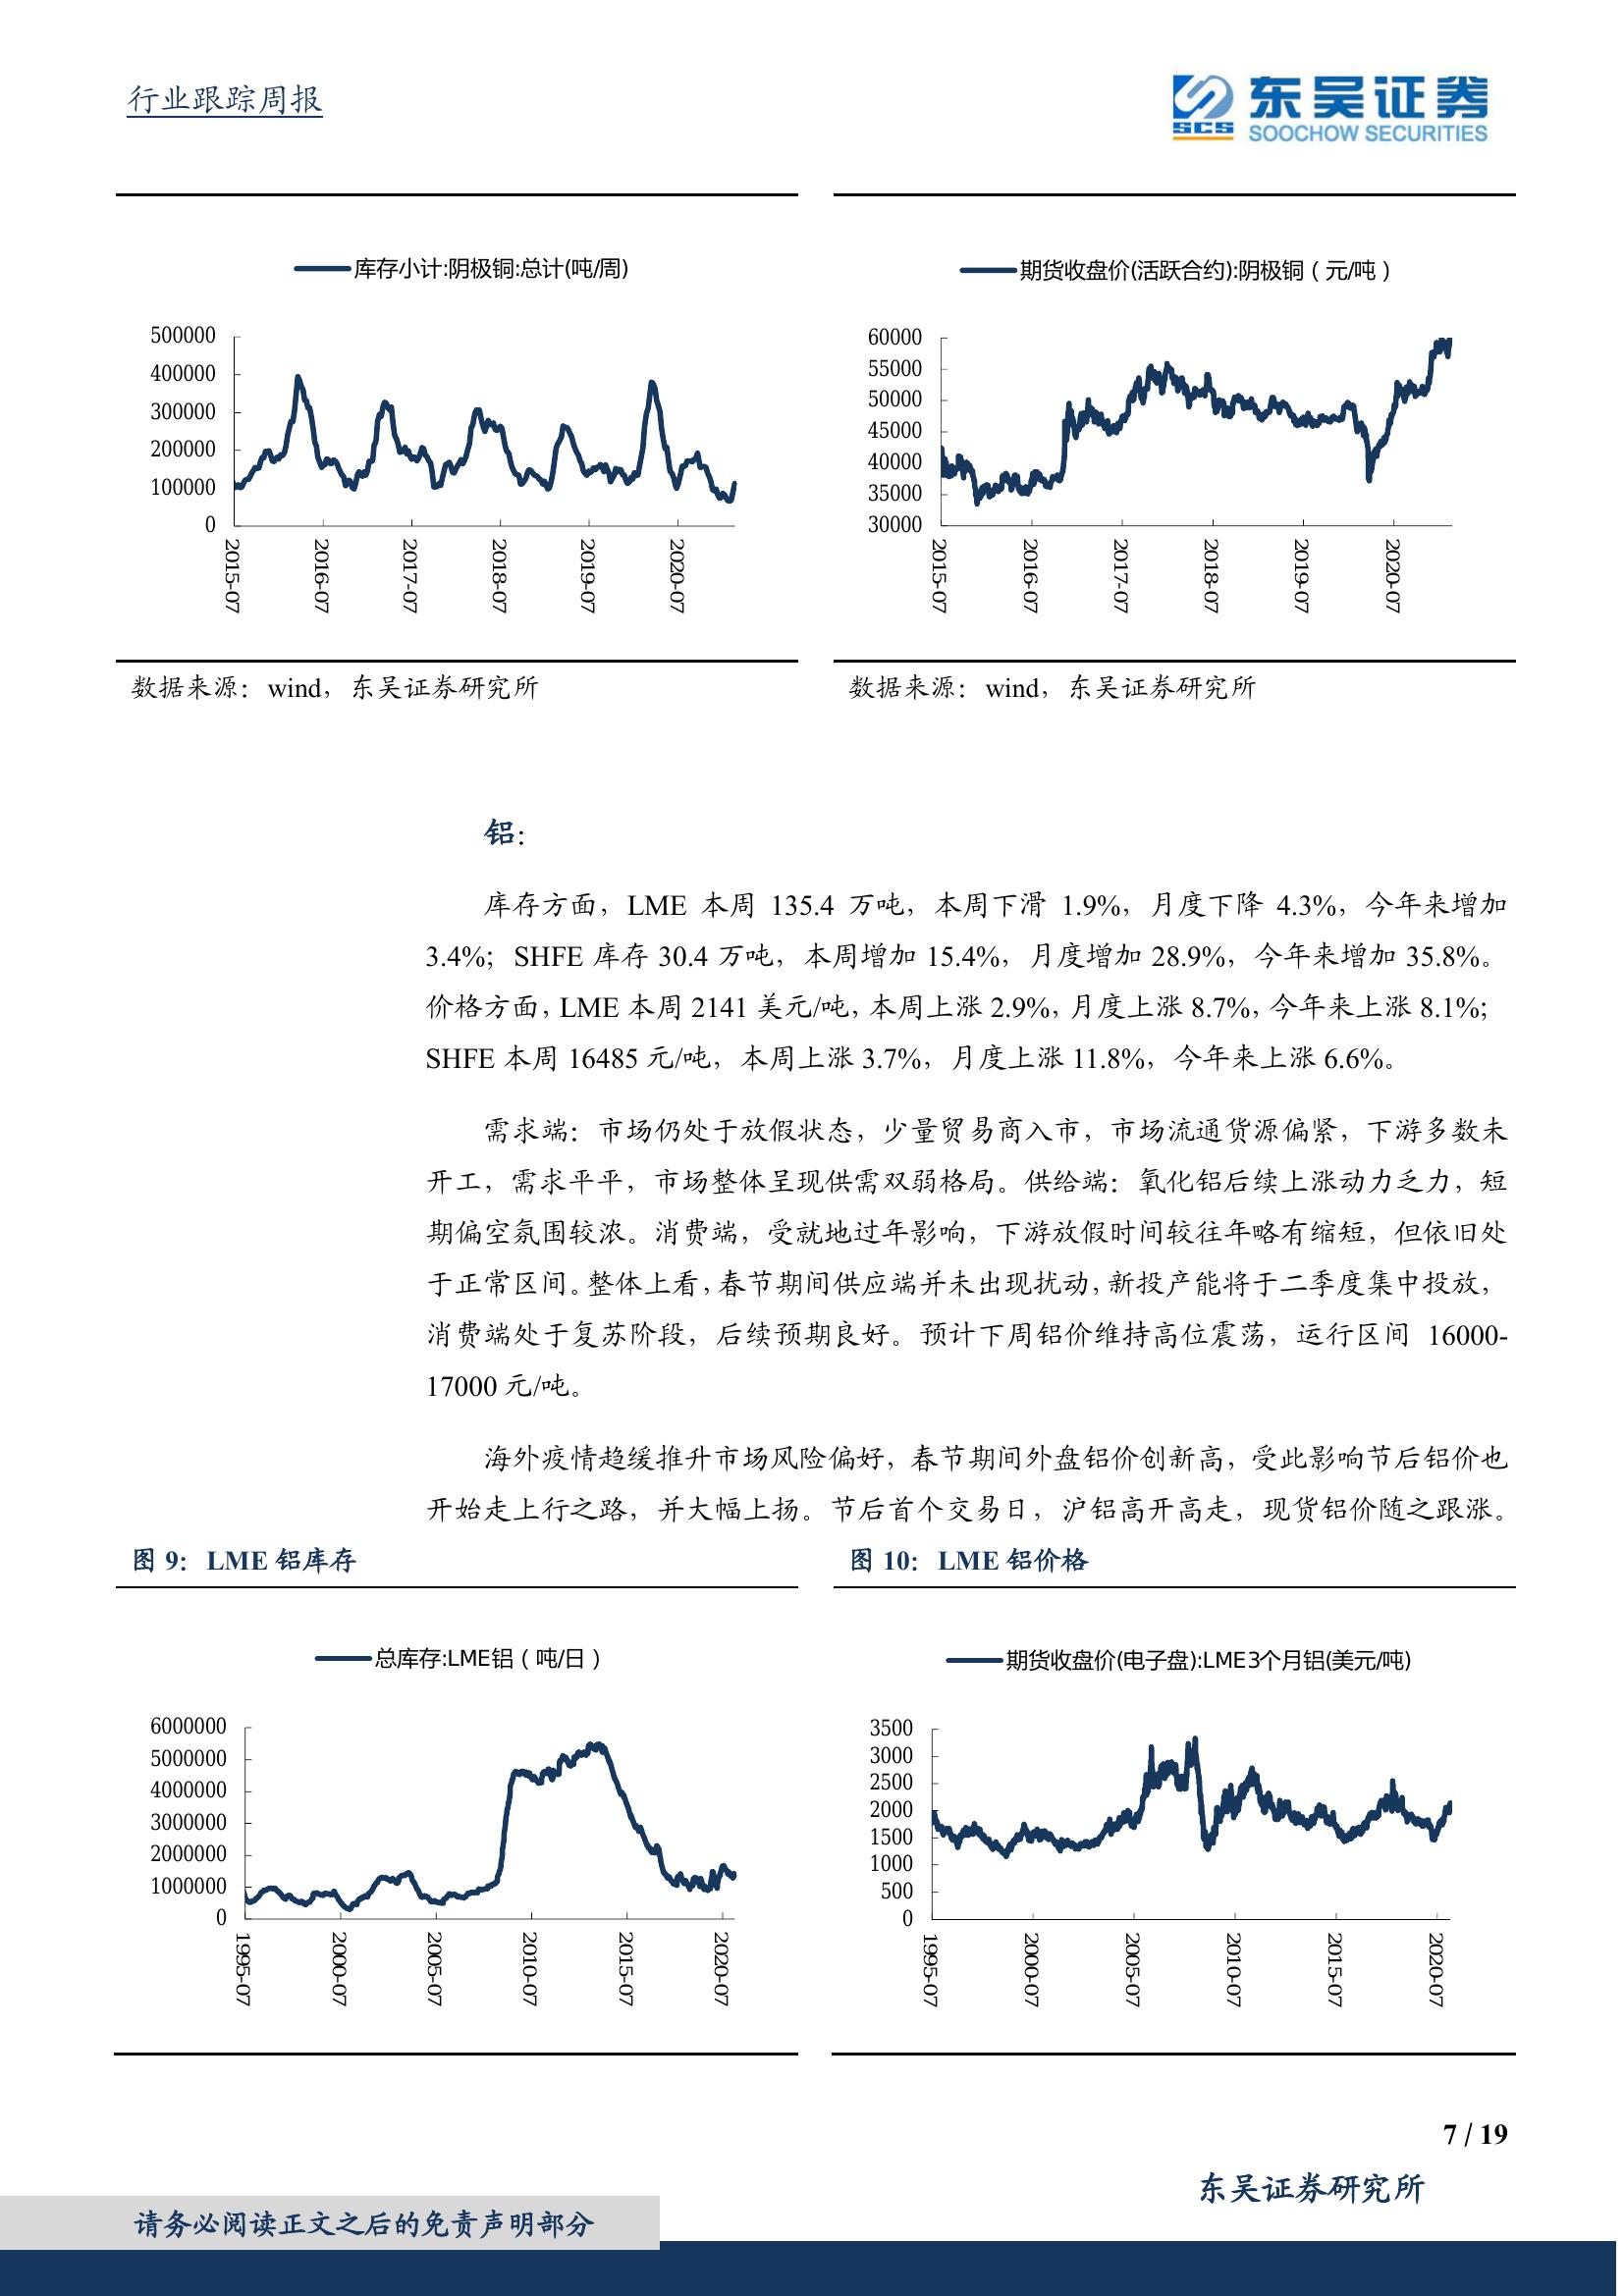 行业跟踪周报
东吴证券
SCS
SOOCHOW SECURITIES
库存小计:阴极铜:总计(吨/周)
500000
400000
300000
200000
100000
0
2015-07
2016-07
2017-07
2018-07
2019-07
2020-07
期货收盘价(活跃合约):阴极铜（元/吨）
60000
55000
50000
45000
40000
35000
30000
2015-07
2016-07
2017-07
2018-07
2019-07
2020-07
数据来源：wind，东吴证券研究所
数据来源：wind，东吴证券研究所
铝：
库存方面，LME 本周 135.4 万吨，本周下滑 1.9%，月度下降 4.3%，今年来增加
3.4%；SHFE 库存 30.4 万吨，本周增加 15.4%，月度增加 28.9%，今年来增加 35.8%。
价格方面，LME 本周 2141 美元/吨，本周上涨 2.9%，月度上涨 8.7%，今年来上涨 8.1%；
SHFE 本周 16485 元/吨，本周上涨 3.7%，月度上涨 11.8%，今年来上涨 6.6%。
需求端：市场仍处于放假状态，少量贸易商入市，市场流通货源偏紧，下游多数未
开工，需求平平，市场整体呈现供需双弱格局。供给端：氧化铝后续上涨动力乏力，短
期偏空氛围较浓。消费端，受就地过年影响，下游放假时间较往年略有缩短，但依旧处
于正常区间。整体上看，春节期间供应端并未出现扰动，新投产能将于二季度集中投放，
消费端处于复苏阶段，后续预期良好。预计下周铝价维持高位震荡，运行区间 16000-
17000 元/吨。
海外疫情趋缓推升市场风险偏好，春节期间外盘铝价创新高，受此影响节后铝价也
开始走上行之路，并大幅上扬。节后首个交易日，沪铝高开高走，现货铝价随之跟涨。
图 9：LME 铝库存
图 10：LME 铝价格
总库存:LME铝（吨/日）
6000000
5000000
4000000
3000000
2000000
1000000
0
1995-07
2000-07
2005-07
2010-07
2015-07
2020-07
期货收盘价(电子盘):LME3个月铝(美元/吨)
3500
3000
2500
2000
1500
1000
500
0
1995-07
2000-07
2005-07
2010-07
2015-07
2020-07
7 / 19
东吴证券研究所
请务必阅读正文之后的免责声明部分